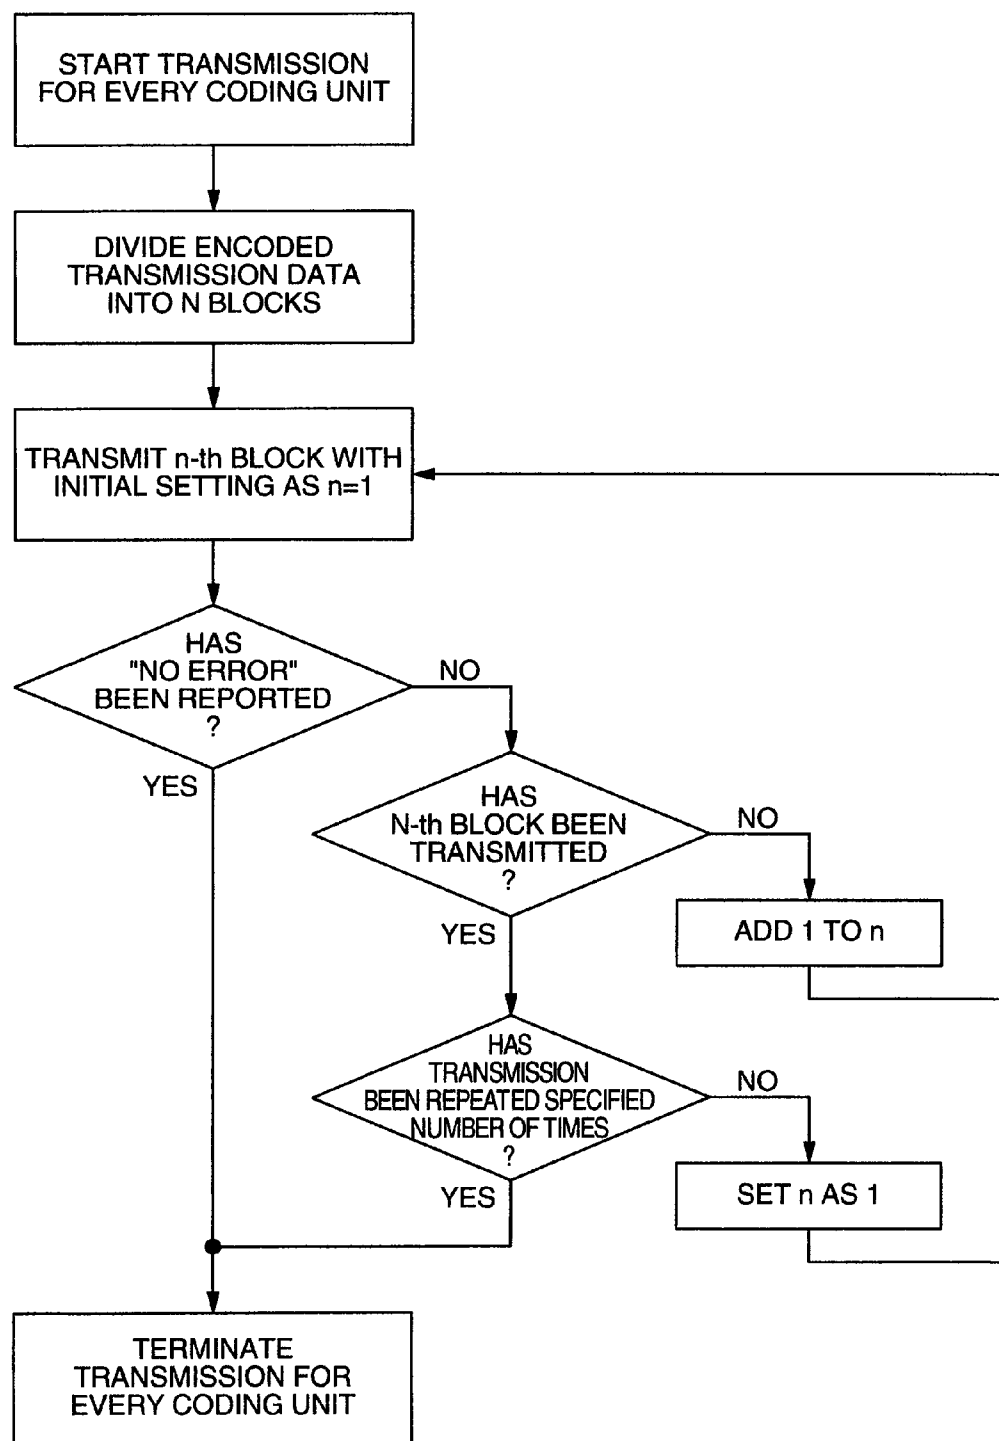 START TRANSMISSION
FOR EVERY CODING UNIT
DIVIDE ENCODED
TRANSMISSION DATA
INTO N BLOCKS
TRANSMIT n-th BLOCK WITH
INITIAL SETTING AS n=1
HAS
"NO ERROR"
BEEN REPORTED
?
NO
YES
HAS
N-th BLOCK BEEN
TRANSMITTED
?
NO
YES
ADD 1 TO n
HAS
TRANSMISSION
BEEN REPEATED SPECIFIED
NUMBER OF TIMES
?
NO
YES
SET n AS 1
TERMINATE
TRANSMISSION FOR
EVERY CODING UNIT